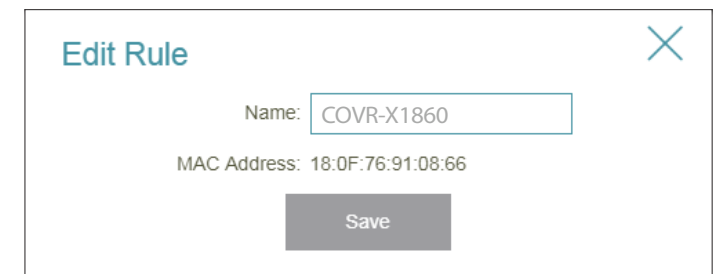 Edit Rule
Name: COVR-X1860
MAC Address: 18:0F:76:91:08:66
Save